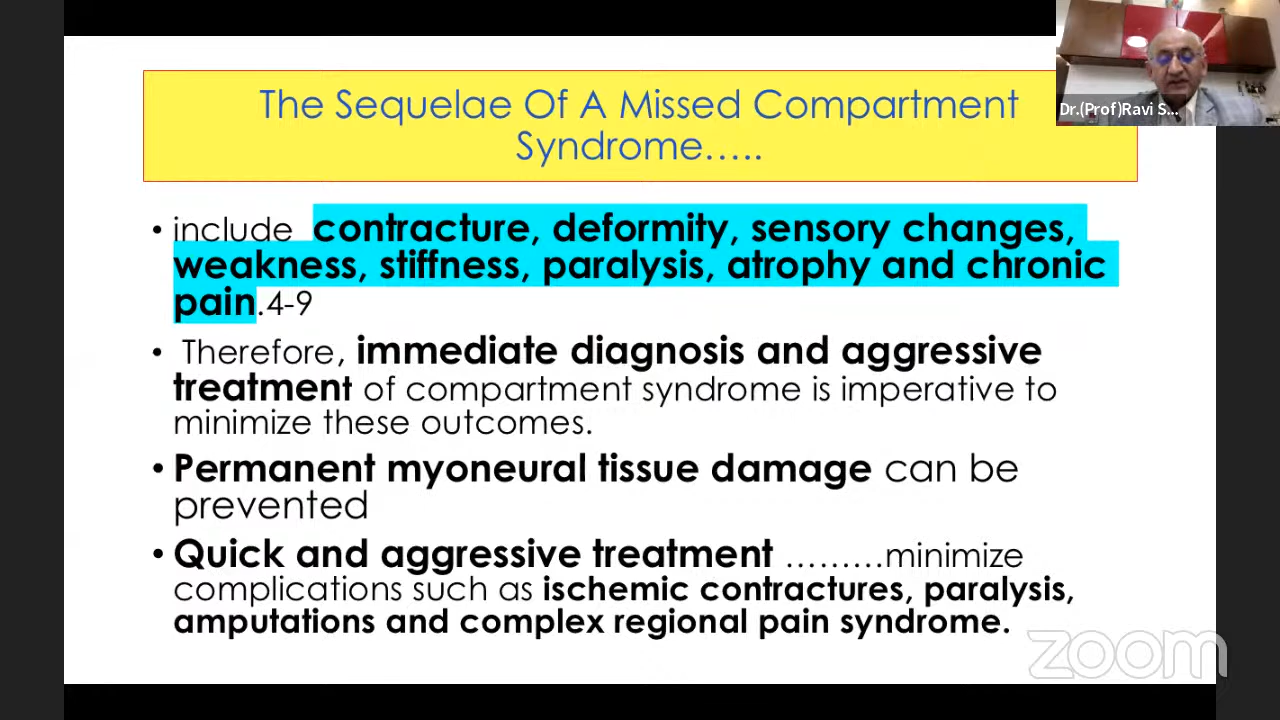 The Sequelae Of A Missed Compartment
Syndrome.....
Dr.(Prof)Ravi S...
• include contracture, deformity, sensory changes,
weakness, stiffness, paralysis, atrophy and chronic
pain.4-9
• Therefore, immediate diagnosis and aggressive
treatment of compartment syndrome is imperative to
minimize these outcomes.
• Permanent myoneural tissue damage can be
prevented
• Quick and aggressive treatment .........minimize
complications such as ischemic contractures, paralysis,
amputations and complex regional pain syndrome.
zoom